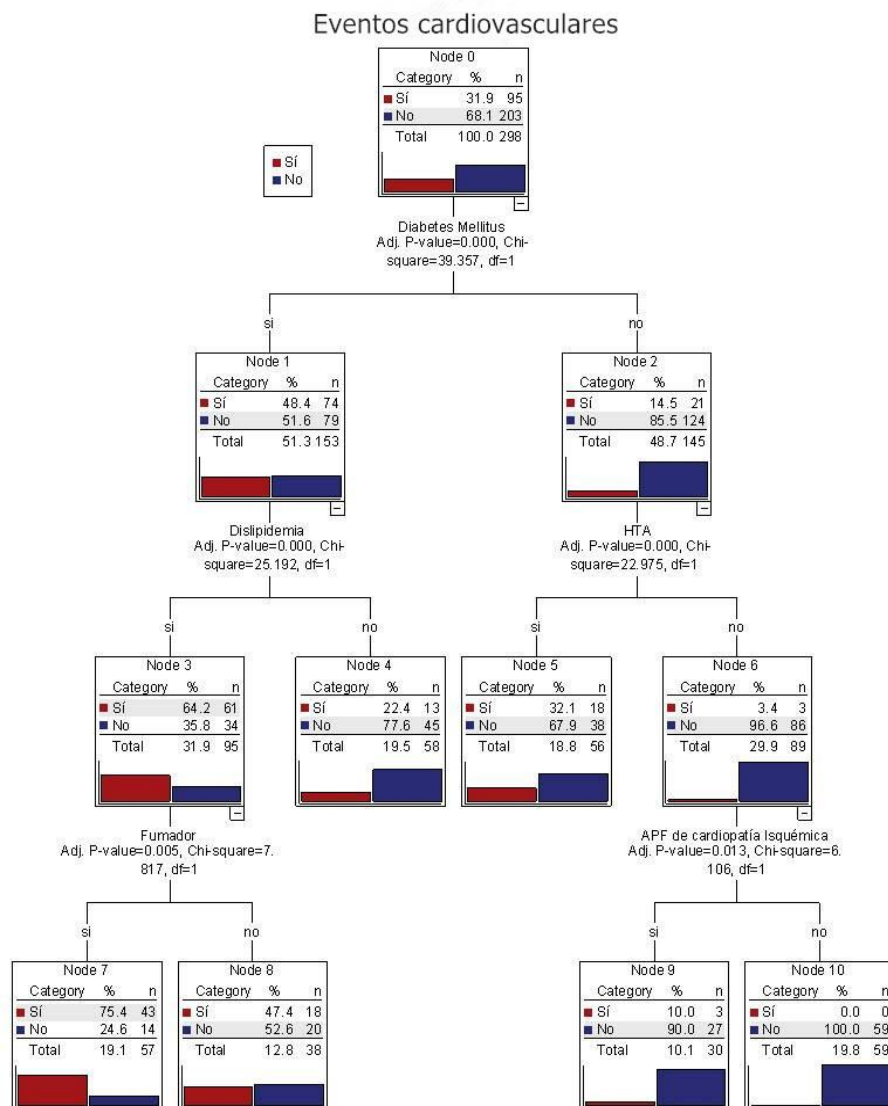 Eventos cardiovasculares
Node 0
Category % n
Sí 31.9 95
No 68.1 203
Total 100.0 298
Sí
No
Diabetes Mellitus
Adj. P-value=0.000, Chi-
square=39.357, df=1
si
no
Node 1
Category % n
Sí 48.4 74
No 51.6 79
Total 51.3 153
Node 2
Category % n
Sí 14.5 21
No 85.5 124
Total 48.7 145
Dislipidemia
Adj. P-value=0.000, Chi-
square=25.192, df=1
HTA
Adj. P-value=0.000, Chi-
square=22.975, df=1
si
no
si
no
Node 3
Category % n
Sí 64.2 61
No 35.8 34
Total 31.9 95
Node 4
Category % n
Sí 22.4 13
No 77.6 45
Total 19.5 58
Node 5
Category % n
Sí 32.1 18
No 67.9 38
Total 18.8 56
Node 6
Category % n
Sí 3.4 3
No 96.6 86
Total 29.9 89
Fumador
Adj. P-value=0.005, Chi-square=7.
817, df=1
APF de cardiopatía Isquémica
Adj. P-value=0.013, Chi-square=6.
106, df=1
si
no
si
no
Node 7
Category % n
Sí 75.4 43
No 24.6 14
Total 19.1 57
Node 8
Category % n
Sí 47.4 18
No 52.6 20
Total 12.8 38
Node 9
Category % n
Sí 10.0 3
No 90.0 27
Total 10.1 30
Node 10
Category % n
Sí 0.0 0
No 100.0 59
Total 19.8 59